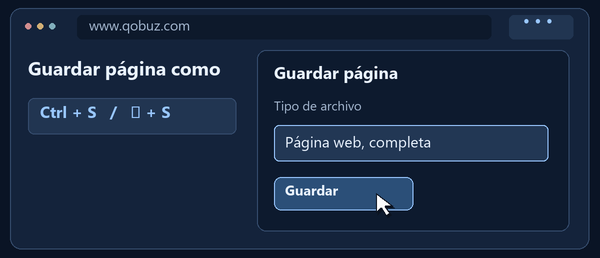 www.qobuz.com
Guardar página como
Ctrl + S / ▯ + S
Guardar página
Tipo de archivo
Página web, completa
Guardar